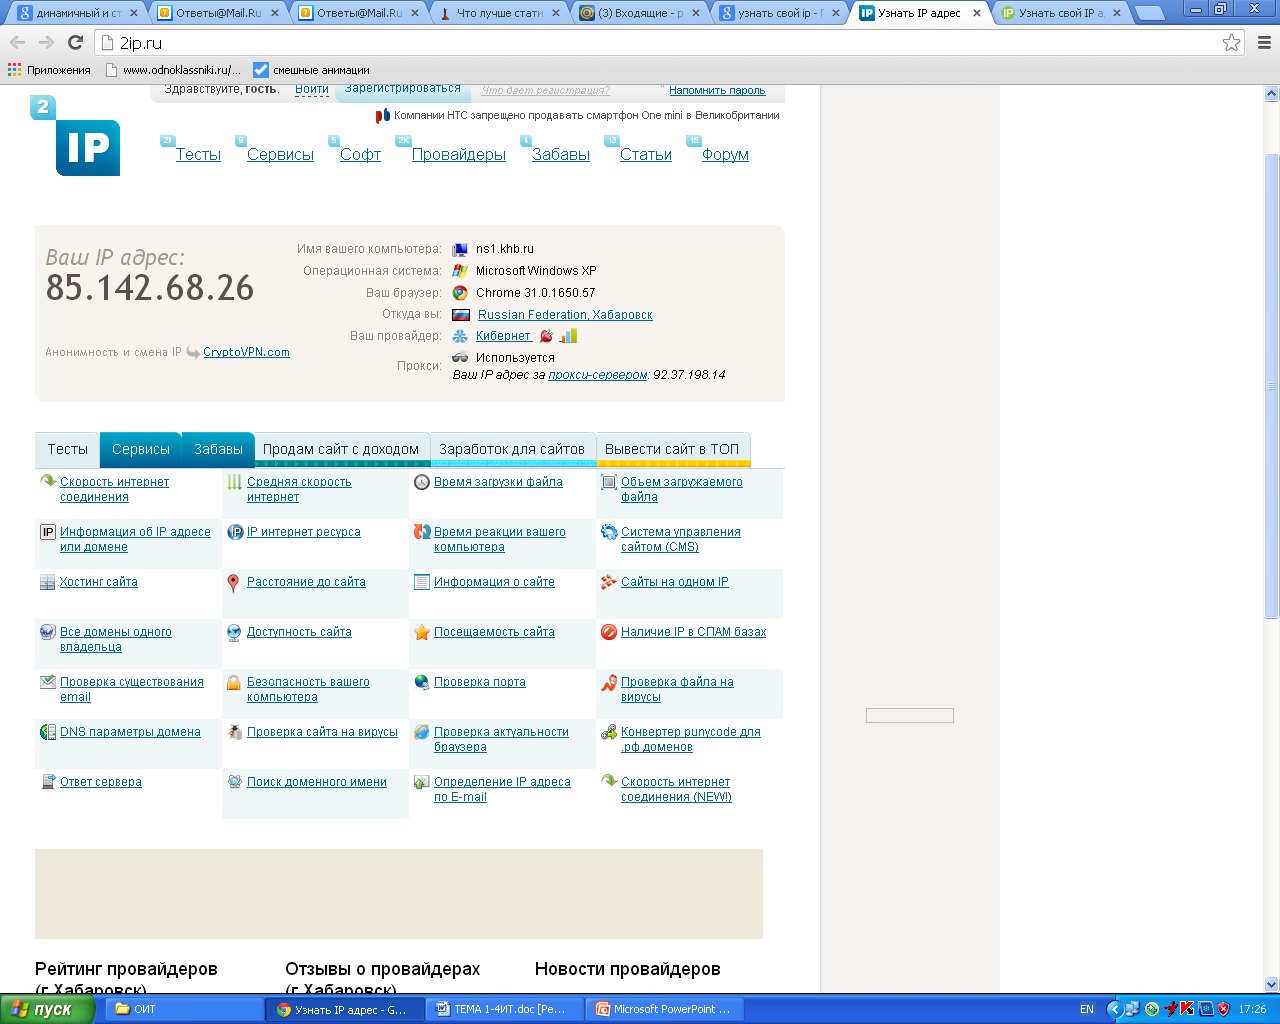 динамичный и ст
Ответы@Mail.Ru
Ответы@Mail.Ru
Что лучше стати
(3) Входящие - p
узнать свой ip - 
Узнать IP адрес
Узнать свой IP а
2ip.ru
Приложения
www.odnoklassniki.ru/...
смешные анимации
Здравствуйте, гость.
Войти
Зарегистрироваться
Что дает регистрация?
Напомнить пароль
2
IP
Компании HTC запрещено продавать смартфон One mini в Великобритании
27 Тесты
9 Сервисы
5 Софт
2K Провайдеры
4 Забавы
13 Статьи
15 Форум
Ваш IP адрес:
85.142.68.26
Анонимность и смена IP CryptoVPN.com
Имя вашего компьютера: ns1.khb.ru
Операционная система: Microsoft Windows XP
Ваш браузер: Chrome 31.0.1650.57
Откуда вы: Russian Federation, Хабаровск
Ваш провайдер: Кибернет
Прокси: Используется
Ваш IP адрес за прокси-сервером: 92.37.198.14
Тесты
Сервисы
Забавы
Продам сайт с доходом
Заработок для сайтов
Вывести сайт в ТОП
Скорость интернет
соединения
Средняя скорость
интернет
Время загрузки файла
Объем загружаемого
файла
IP
Информация об IP адресе
или домене
IP
IP интернет ресурса
Время реакции вашего
компьютера
Система управления
сайтом (CMS)
Хостинг сайта
Расстояние до сайта
Информация о сайте
Сайты на одном IP
Все домены одного
владельца
Доступность сайта
Посещаемость сайта
Наличие IP в СПАМ базах
Проверка существования
email
Безопасность вашего
компьютера
Проверка порта
Проверка файла на
вирусы
DNS параметры домена
Проверка сайта на вирусы
Проверка актуальности
браузера
Конвертер punycode для
.рф доменов
Ответ сервера
Поиск доменного имени
Определение IP адреса
по E-mail
Скорость интернет
соединения (NEW!)
Рейтинг провайдеров
(г.Хабаровск)
Отзывы о провайдерах
(г.Хабаровск)
Новости провайдеров
пуск
ОИТ
Узнать IP адрес - G...
ТЕМА 1-4ИТ.doc [Ре...
Microsoft PowerPoint ...
EN
17:26